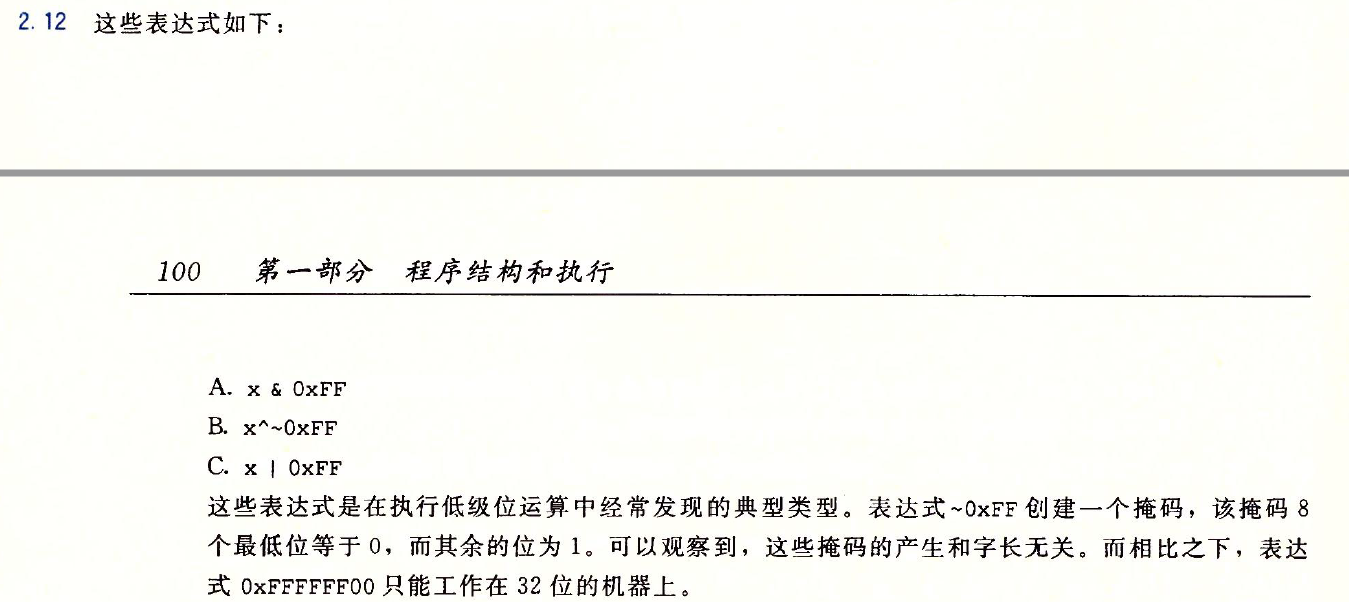 2.12 这些表达式如下：
100 第一部分 程序结构和执行
A. x & 0xFF
B. x^~0xFF
C. x | 0xFF
这些表达式是在执行低级位运算中经常发现的典型类型。表达式~0xFF 创建一个掩码，该掩码 8
个最低位等于 0，而其余的位为 1。可以观察到，这些掩码的产生和字长无关。而相比之下，表达
式 0xFFFFFF00 只能工作在 32 位的机器上。